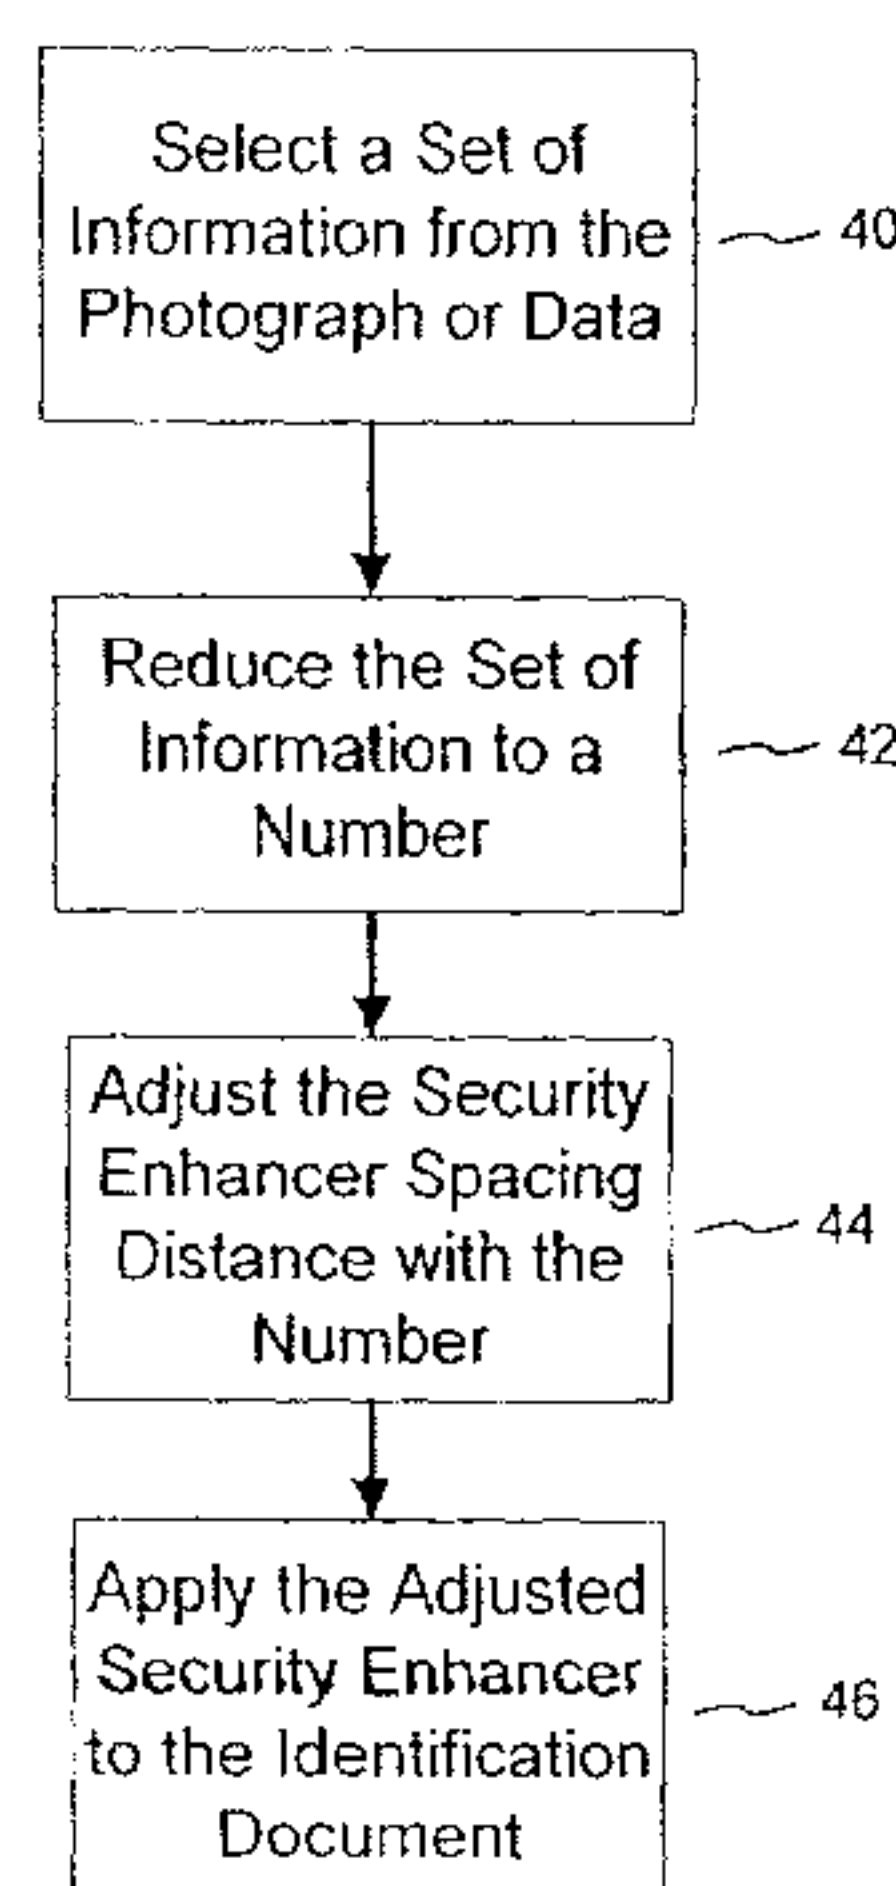 Select a Set of
Information from the
Photograph or Data
40
Reduce the Set of
Information to a
Number
42
Adjust the Security
Enhancer Spacing
Distance with the
Number
44
Apply the Adjusted
Security Enhancer
to the Identification
Document
46